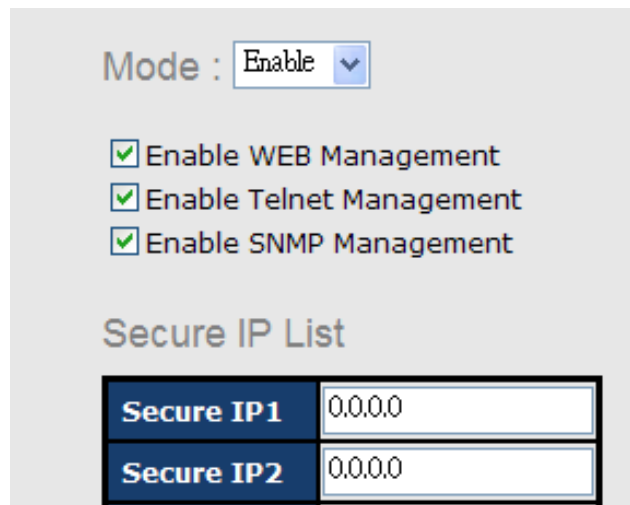 Mode : Enable
Enable WEB Management
Enable Telnet Management
Enable SNMP Management
Secure IP List
Secure IP1 0.0.0.0
Secure IP2 0.0.0.0